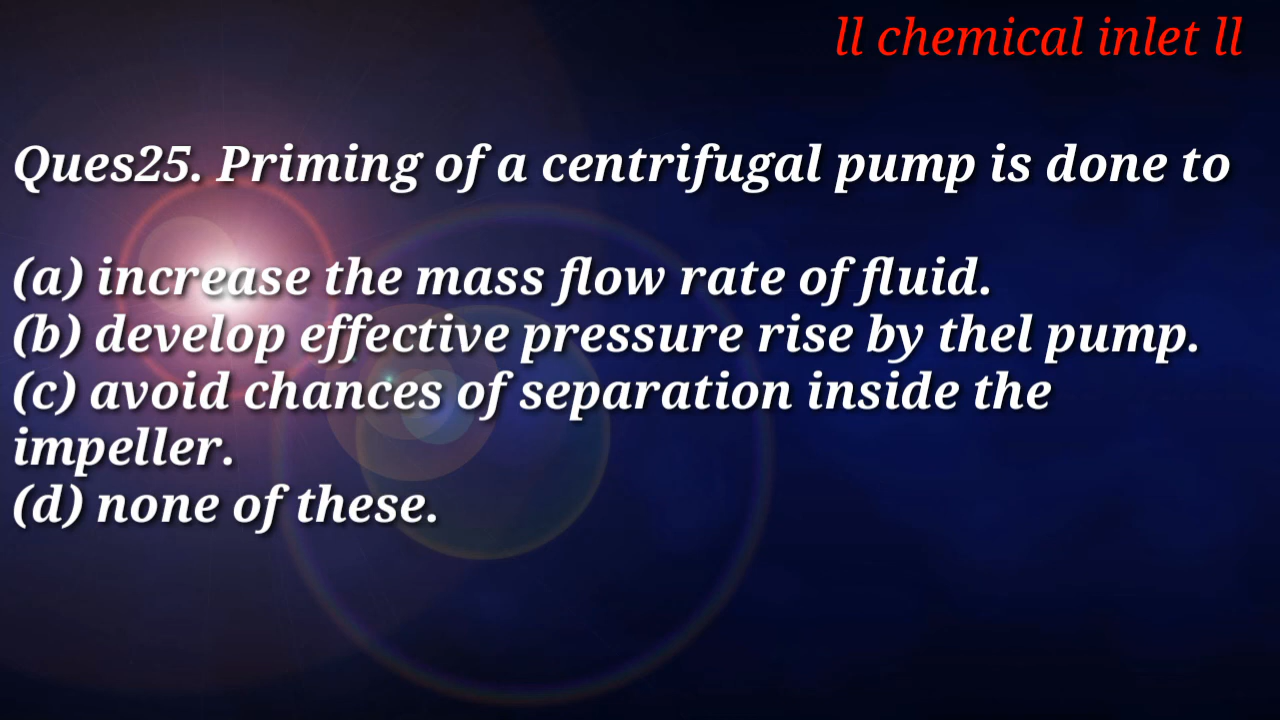 ll chemical inlet ll
Ques25. Priming of a centrifugal pump is done to
(a) increase the mass flow rate of fluid.
(b) develop effective pressure rise by thel pump.
(c) avoid chances of separation inside the
impeller.
(d) none of these.